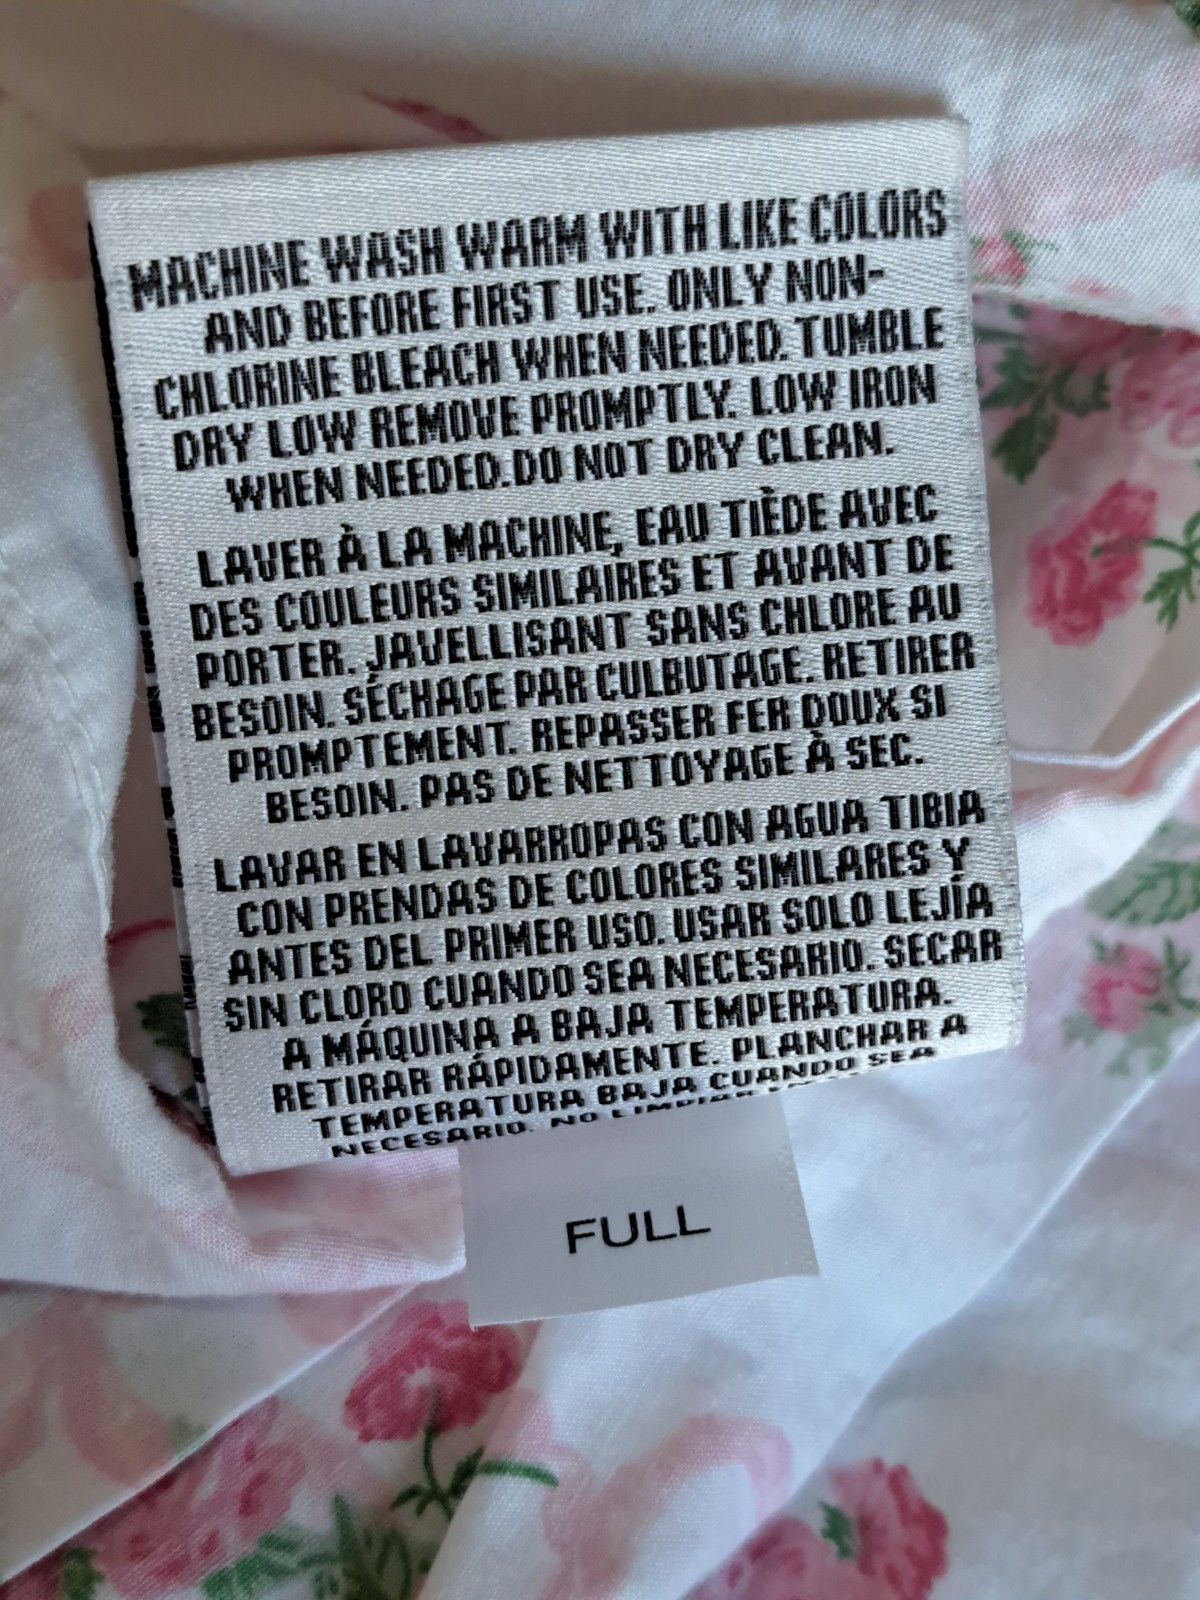 MACHINE WASH WARM WITH LIKE COLORS
AND BEFORE FIRST USE. ONLY NON-
CHLORINE BLEACH WHEN NEEDED. TUMBLE
DRY LOW REMOVE PROMPTLY. LOW IRON
WHEN NEEDED.DO NOT DRY CLEAN.
LAVER À LA MACHINE, EAU TIÈDE AVEC
DES COULEURS SIMILAIRES ET AVANT DE
PORTER. JAVELLISANT SANS CHLORE AU
BESOIN. SÉCHAGE PAR CULBUTAGE. RETIRER
PROMPTEMENT. REPASSER FER DOUX SI
BESOIN. PAS DE NETTOYAGE À SEC.
LAVAR EN LAVARROPAS CON AGUA TIBIA
CON PRENDAS DE COLORES SIMILARES Y
ANTES DEL PRIMER USO. USAR SOLO LEJÍA
SIN CLORO CUANDO SEA NECESARIO. SECAR
A MÁQUINA A BAJA TEMPERATURA.
RETIRAR RÁPIDAMENTE. PLANCHAR A
TEMPERATURA BAJA CUANDO SEA
NECESARIO. NO LIMPIAR
FULL